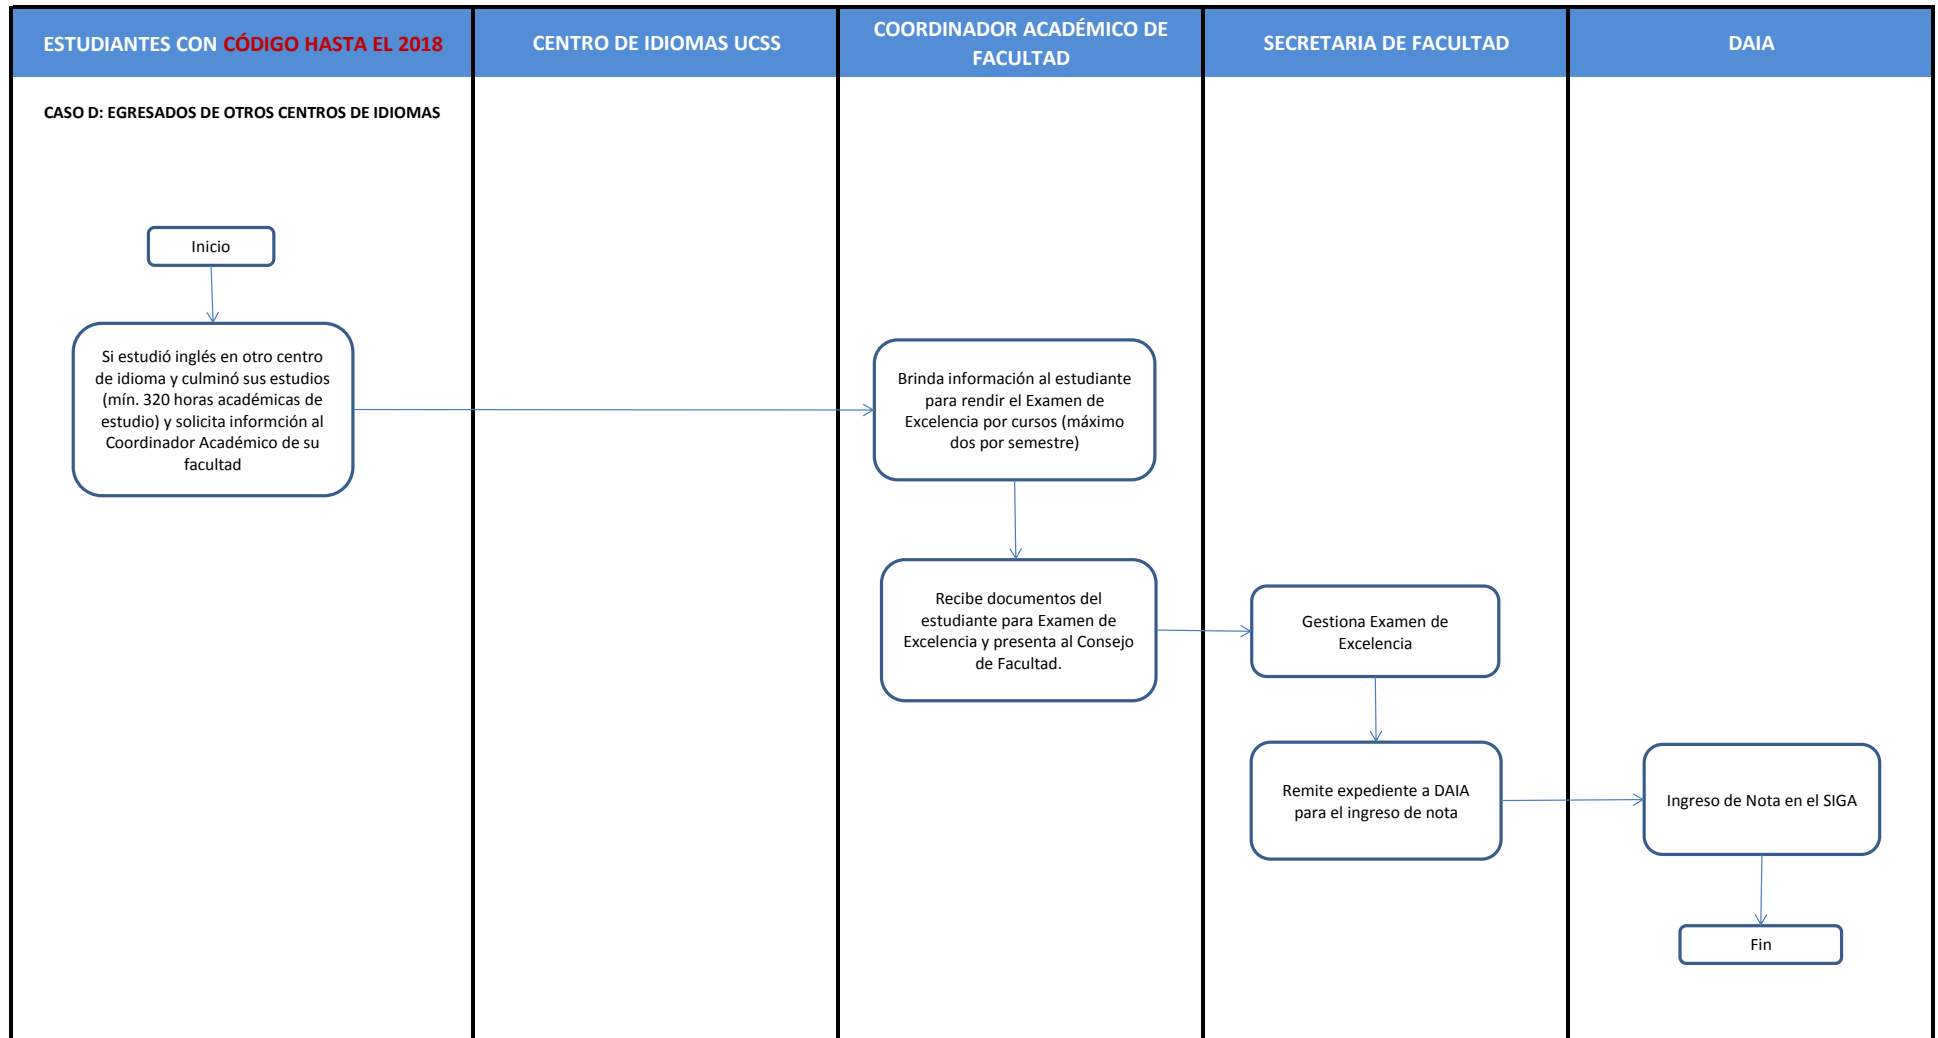 ESTUDIANTES CON CÓDIGO HASTA EL 2018
CENTRO DE IDIOMAS UCSS
COORDINADOR ACADÉMICO DE
FACULTAD
SECRETARIA DE FACULTAD
DAIA
CASO D: EGRESADOS DE OTROS CENTROS DE IDIOMAS
Inicio
Si estudió inglés en otro centro
de idioma y culminó sus estudios
(mín. 320 horas académicas de
estudio) y solicita informción al
Coordinador Académico de su
facultad
Brinda información al estudiante
para rendir el Examen de
Excelencia por cursos (máximo
dos por semestre)
Recibe documentos del
estudiante para Examen de
Excelencia y presenta al Consejo
de Facultad.
Gestiona Examen de
Excelencia
Remite expediente a DAIA
para el ingreso de nota
Ingreso de Nota en el SIGA
Fin